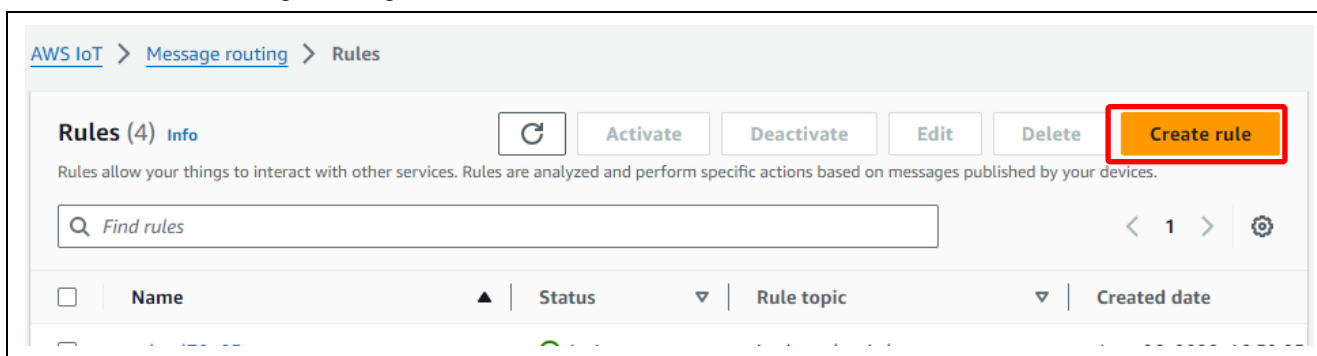 AWS IoT > Message routing > Rules
Rules (4) Info
Activate Deactivate Edit Delete Create rule
Rules allow your things to interact with other services. Rules are analyzed and perform specific actions based on messages published by your devices.
Find rules
1
Name Status Rule topic Created date